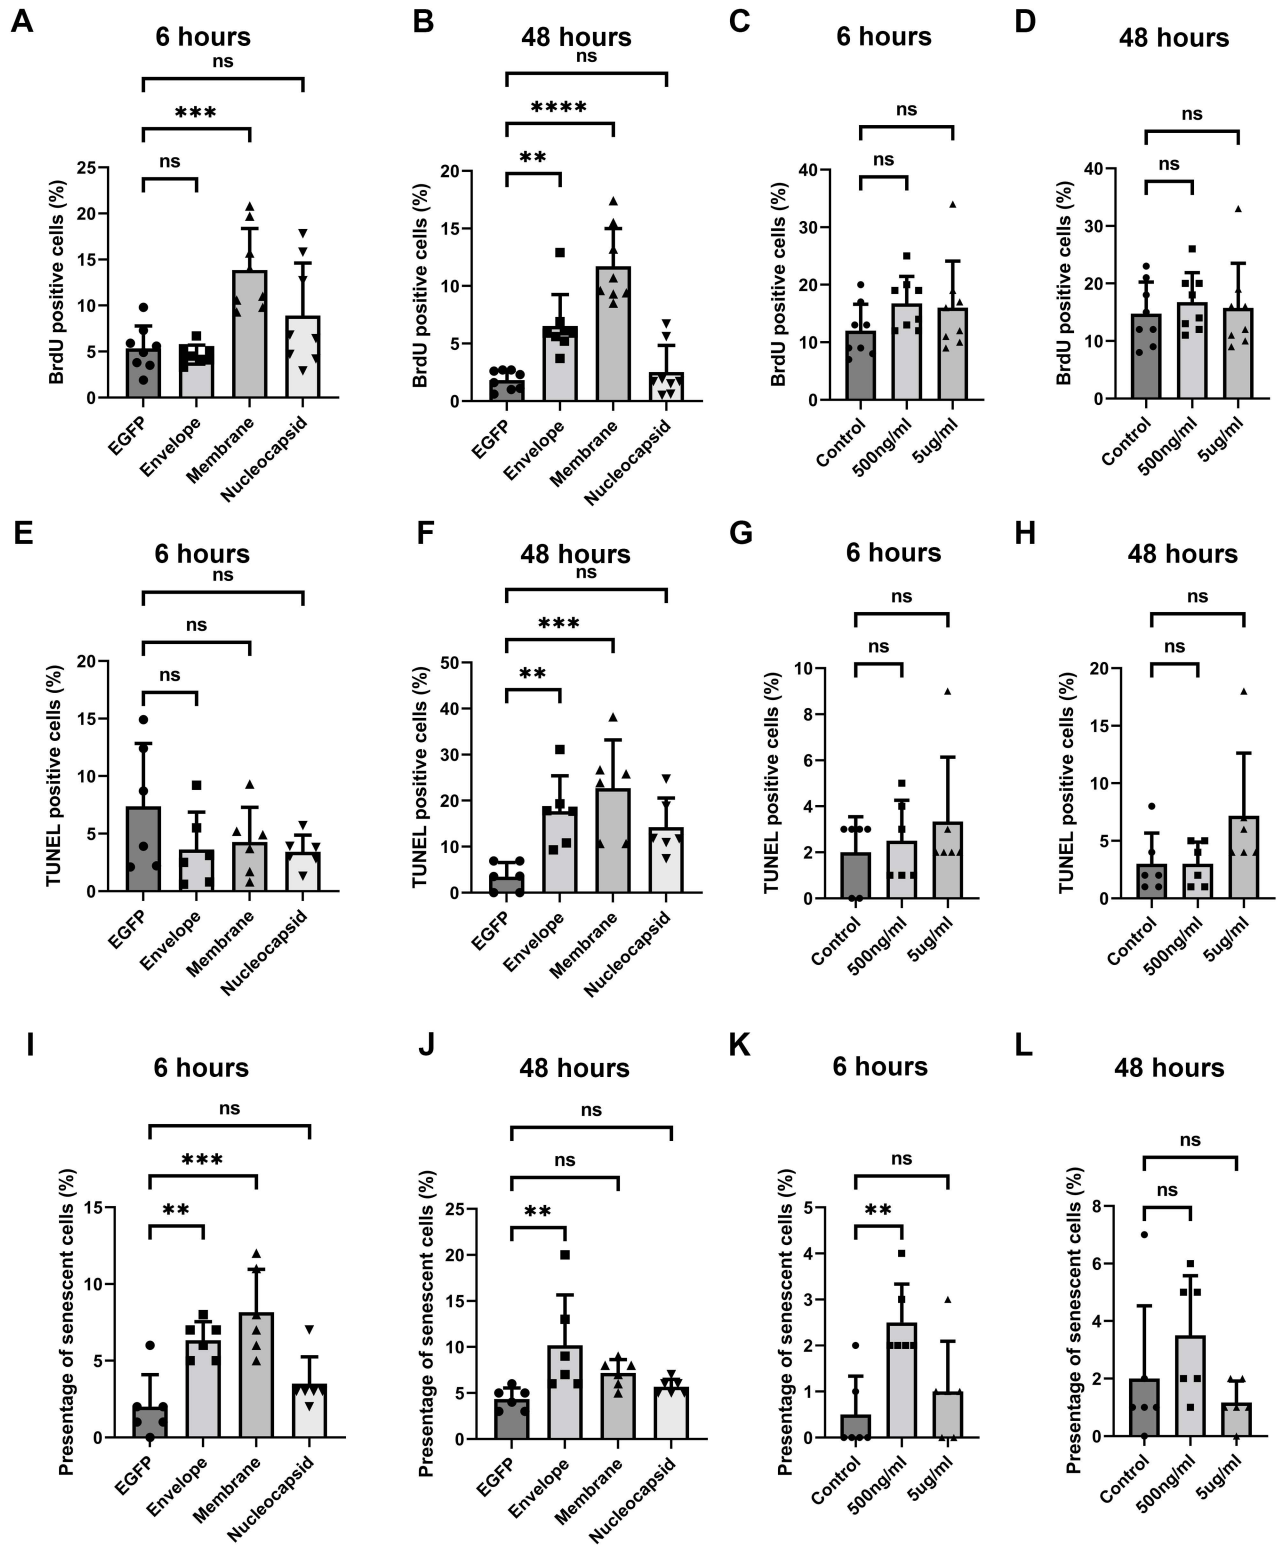 A
6 hours
ns
***
ns
BrdU positive cells (%)
25
20
15
10
5
0
EGFP
Envelope
Membrane
Nucleocapsid
B
48 hours
ns
****
**
BrdU positive cells (%)
20
15
10
5
0
EGFP
Envelope
Membrane
Nucleocapsid
C
6 hours
ns
ns
BrdU positive cells (%)
40
30
20
10
0
Control
500ng/ml
5ug/ml
D
48 hours
ns
ns
BrdU positive cells (%)
40
30
20
10
0
Control
500ng/ml
5ug/ml
E
6 hours
ns
ns
ns
TUNEL positive cells (%)
20
15
10
5
0
EGFP
Envelope
Membrane
Nucleocapsid
F
48 hours
ns
***
**
TUNEL positive cells (%)
50
40
30
20
10
0
EGFP
Envelope
Membrane
Nucleocapsid
G
6 hours
ns
ns
TUNEL positive cells (%)
10
8
6
4
2
0
Control
500ng/ml
5ug/ml
H
48 hours
ns
ns
TUNEL positive cells (%)
20
15
10
5
0
Control
500ng/ml
5ug/ml
I
6 hours
ns
***
**
Presentage of senescent cells (%)
15
10
5
0
EGFP
Envelope
Membrane
Nucleocapsid
J
48 hours
ns
ns
**
Presentage of senescent cells (%)
25
20
15
10
5
0
EGFP
Envelope
Membrane
Nucleocapsid
K
6 hours
ns
**
Presentage of senescent cells (%)
5
4
3
2
1
0
Control
500ng/ml
5ug/ml
L
48 hours
ns
ns
Presentage of senescent cells (%)
8
6
4
2
0
Control
500ng/ml
5ug/ml